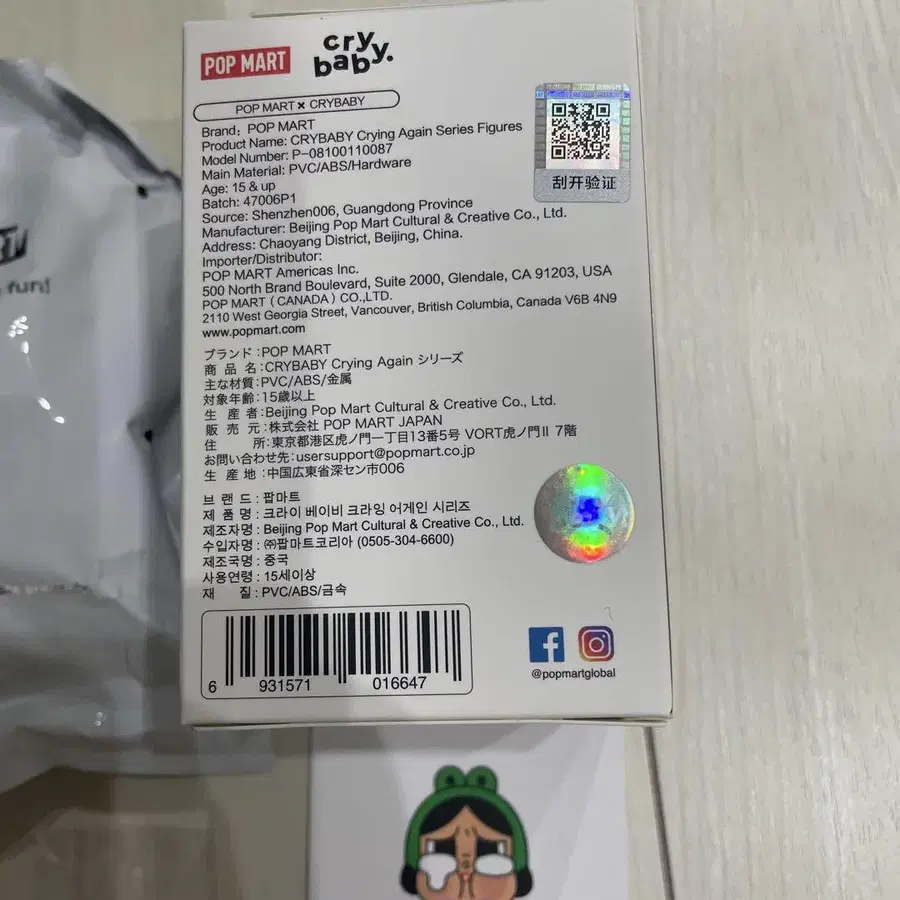 POP MART
cry
baby.
POP MART × CRYBABY
Brand: POP MART
Product Name: CRYBABY Crying Again Series Figures
Model Number: P-08100110087
Main Material: PVC/ABS/Hardware
Age: 15 & up
Batch: 47006P1
Source: Shenzhen006, Guangdong Province
Manufacturer: Beijing Pop Mart Cultural & Creative Co., Ltd.
Address: Chaoyang District, Beijing, China.
Importer/Distributor:
POP MART Americas Inc.
500 North Brand Boulevard, Suite 2000, Glendale, CA 91203, USA
POP MART (CANADA) CO.,LTD.
2110 West Georgia Street, Vancouver, British Columbia, Canada V6B 4N9
www.popmart.com
刮开验证
ブランド:POP MART
商品名:CRYBABY Crying Again シリーズ
主な材質:PVC/ABS/金属
対象年齢:15歳以上
生産者:Beijing Pop Mart Cultural & Creative Co., Ltd.
販売元:株式会社 POP MART JAPAN
住所:東京都港区虎ノ門一丁目13番5号 VORT虎ノ門II 7階
お問い合わせ先:usersupport@popmart.co.jp
生産地:中国広東省深セン市006
브랜드:팝마트
제품명:크라이 베이비 크라잉 어게인 시리즈
제조자명:Beijing Pop Mart Cultural & Creative Co., Ltd.
수입자명:㈜팝마트코리아 (0505-304-6600)
제조국명:중국
사용연령:15세이상
재질:PVC/ABS/금속
6 931571 016647
@popmartglobal
fun!